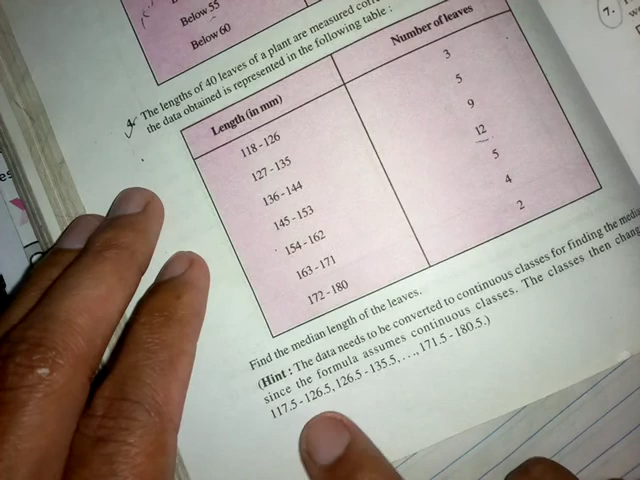 Below 55
Below 60
7.
4. The lengths of 40 leaves of a plant are measured
the data obtained is represented in the following table :
Length (in mm) Number of leaves
118 - 126 3
127 - 135 5
136 - 144 9
145 - 153 12
154 - 162 5
163 - 171 4
172 - 180 2
Find the median length of the leaves.
(Hint : The data needs to be converted to continuous classes for finding the
since the formula assumes continuous classes. The classes then
117.5 - 126.5, 126.5 - 135.5, . . ., 171.5 - 180.5.)